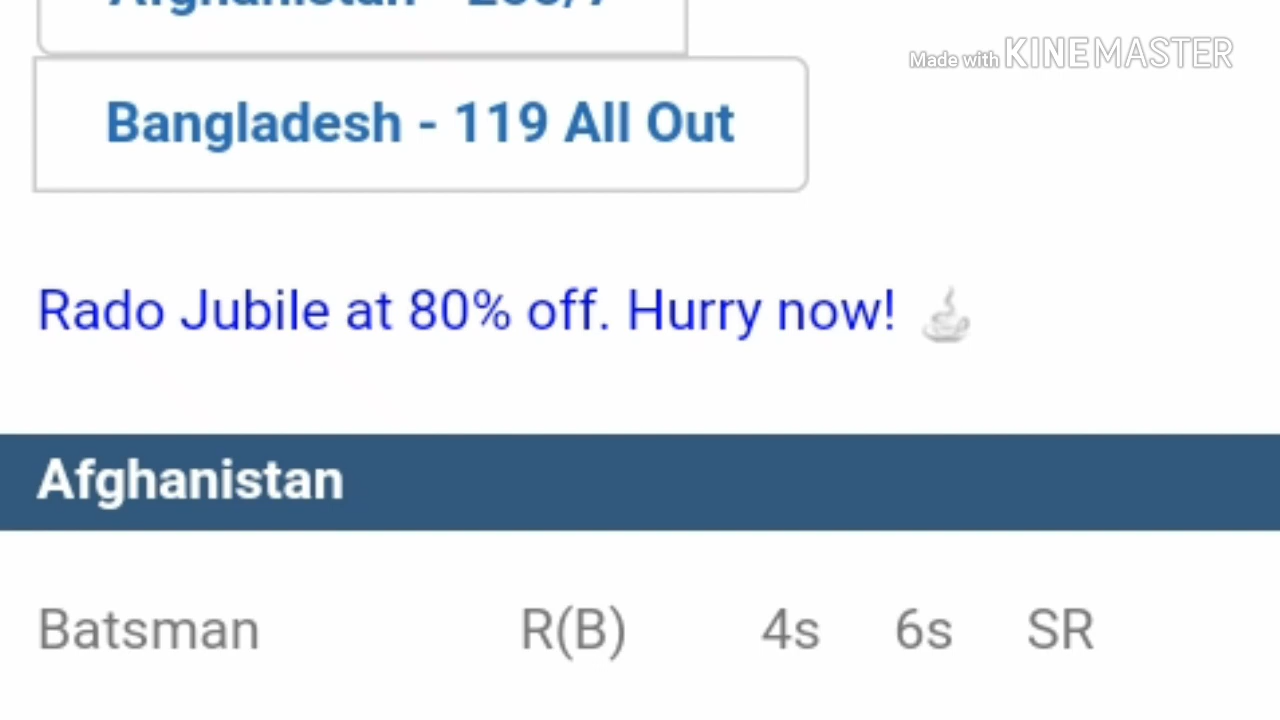 Made with KINEMASTER
Bangladesh - 119 All Out
Rado Jubile at 80% off. Hurry now!
Afghanistan
Batsman R(B) 4s 6s SR